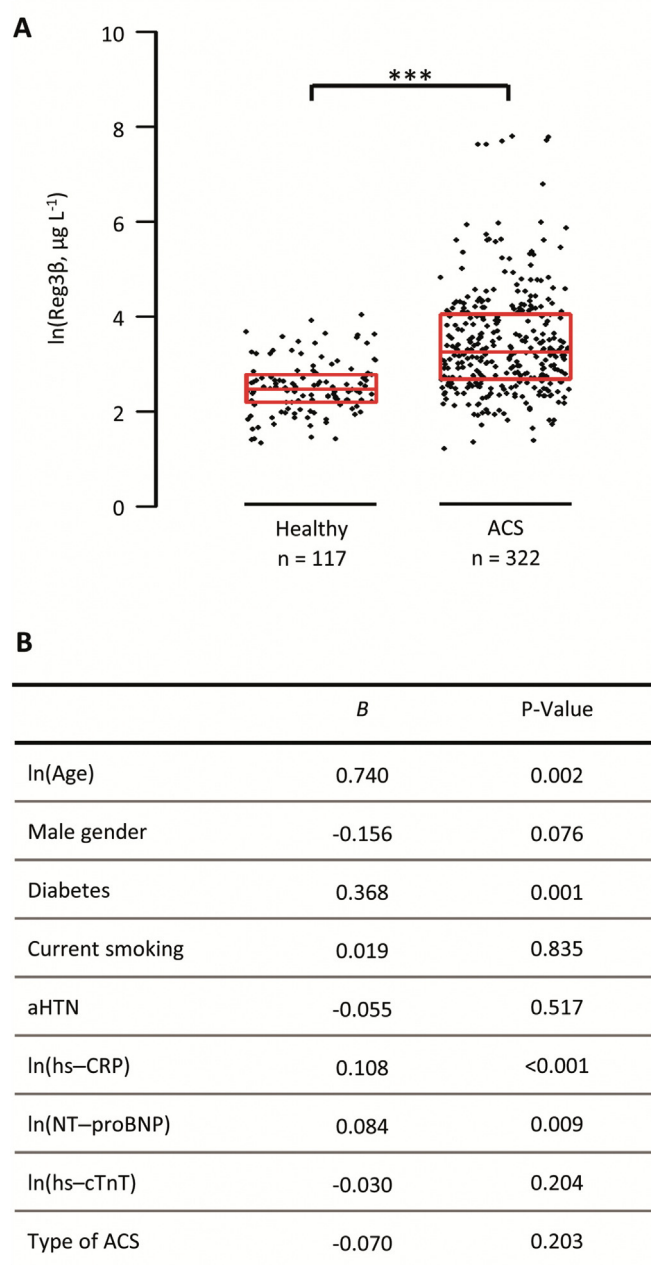 A
10
***
8
6
ln(Reg3β, µg L⁻¹)
4
2
0
Healthy ACS
n = 117 n = 322
B
B P-Value
ln(Age) 0.740 0.002
Male gender -0.156 0.076
Diabetes 0.368 0.001
Current smoking 0.019 0.835
aHTN -0.055 0.517
ln(hs–CRP) 0.108 <0.001
ln(NT–proBNP) 0.084 0.009
ln(hs–cTnT) -0.030 0.204
Type of ACS -0.070 0.203